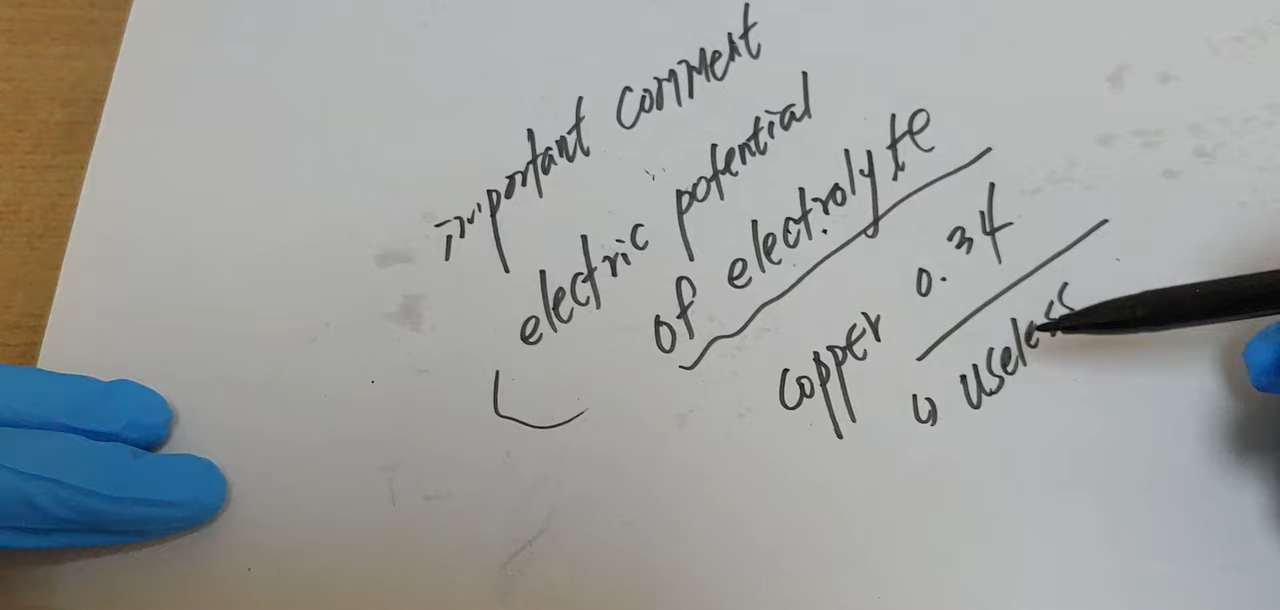 important comment
electric potential
of electrolyte
copper 0.34
useless